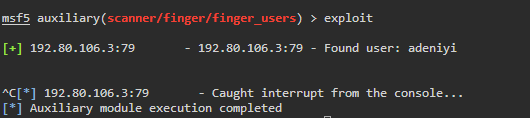 msf5 auxiliary(scanner/finger/finger_users) > exploit
[+] 192.80.106.3:79 - 192.80.106.3:79 - Found user: adeniyi
^C[*] 192.80.106.3:79 - Caught interrupt from the console...
[*] Auxiliary module execution completed